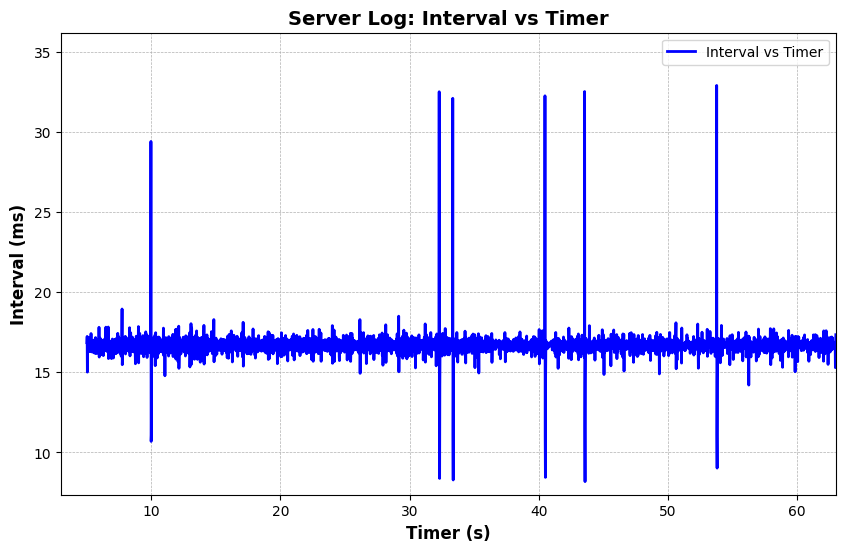 Server Log: Interval vs Timer
Interval vs Timer
35
30
25
20
15
10
Interval (ms)
10 20 30 40 50 60
Timer (s)